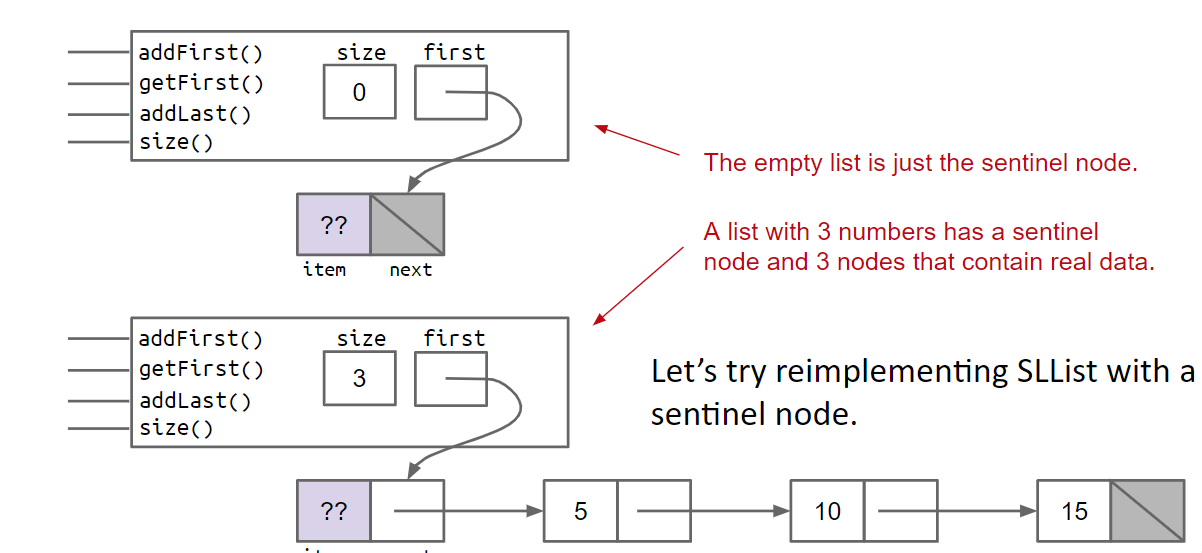 addFirst()
size
first
getFirst()
0
addLast()
size()
The empty list is just the sentinel node.
??
item
next
A list with 3 numbers has a sentinel
node and 3 nodes that contain real data.
addFirst()
size
first
getFirst()
3
addLast()
size()
Let's try reimplementing SLList with a
sentinel node.
??
5
10
15